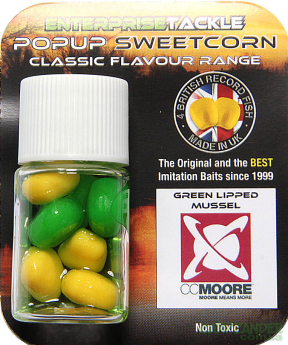 ENTERPRISETACKLE
POPUP SWEETCORN
CLASSIC FLAVOUR RANGE
4 BRITISH RECORD FISH
MADE IN UK
The Original and the BEST
Imitation Baits since 1999
GREEN LIPPED
MUSSEL
CCMOORE
MOORE MEANS MORE
Non Toxic